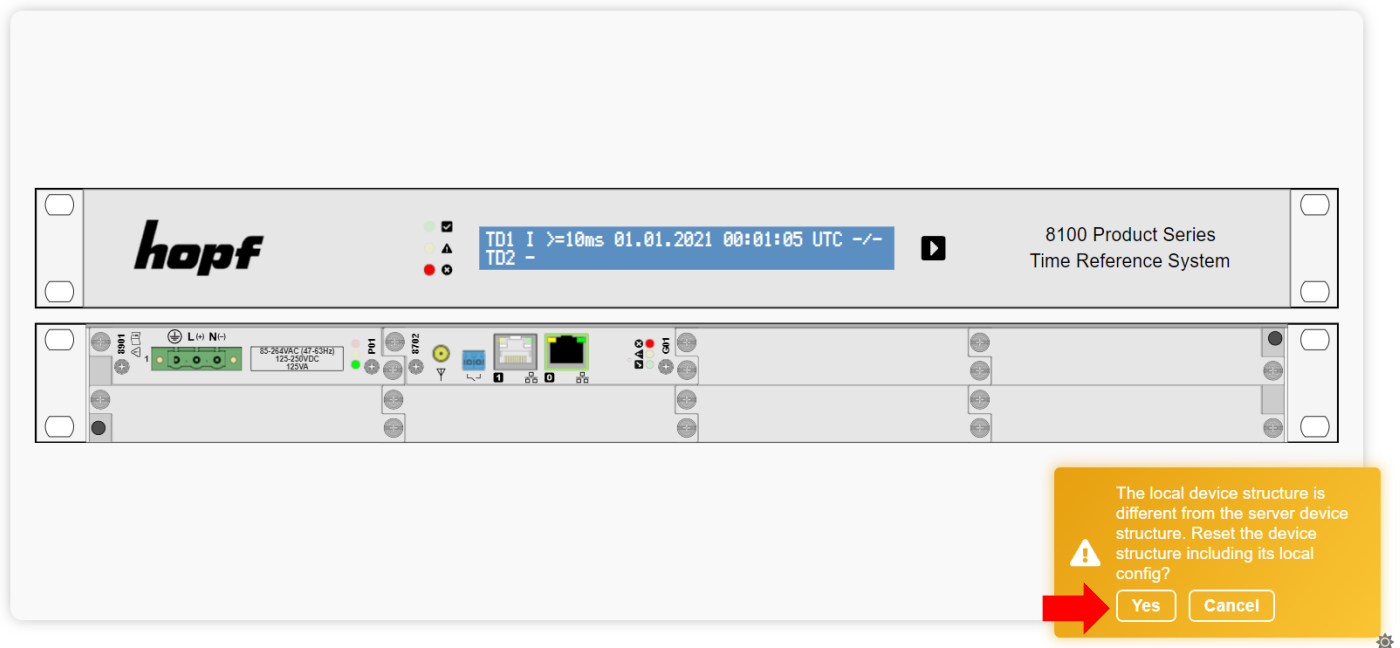 hopf
TD1 I >=10ms 01.01.2021 00:01:05 UTC -/-
TD2 -
8100 Product Series
Time Reference System
8901
1
L(+) N(-)
85-264VAC (47-63Hz)
125-250VDC
125VA
P01
8702
1
0
G01
The local device structure is
different from the server device
structure. Reset the device
structure including its local
config?
Yes
Cancel